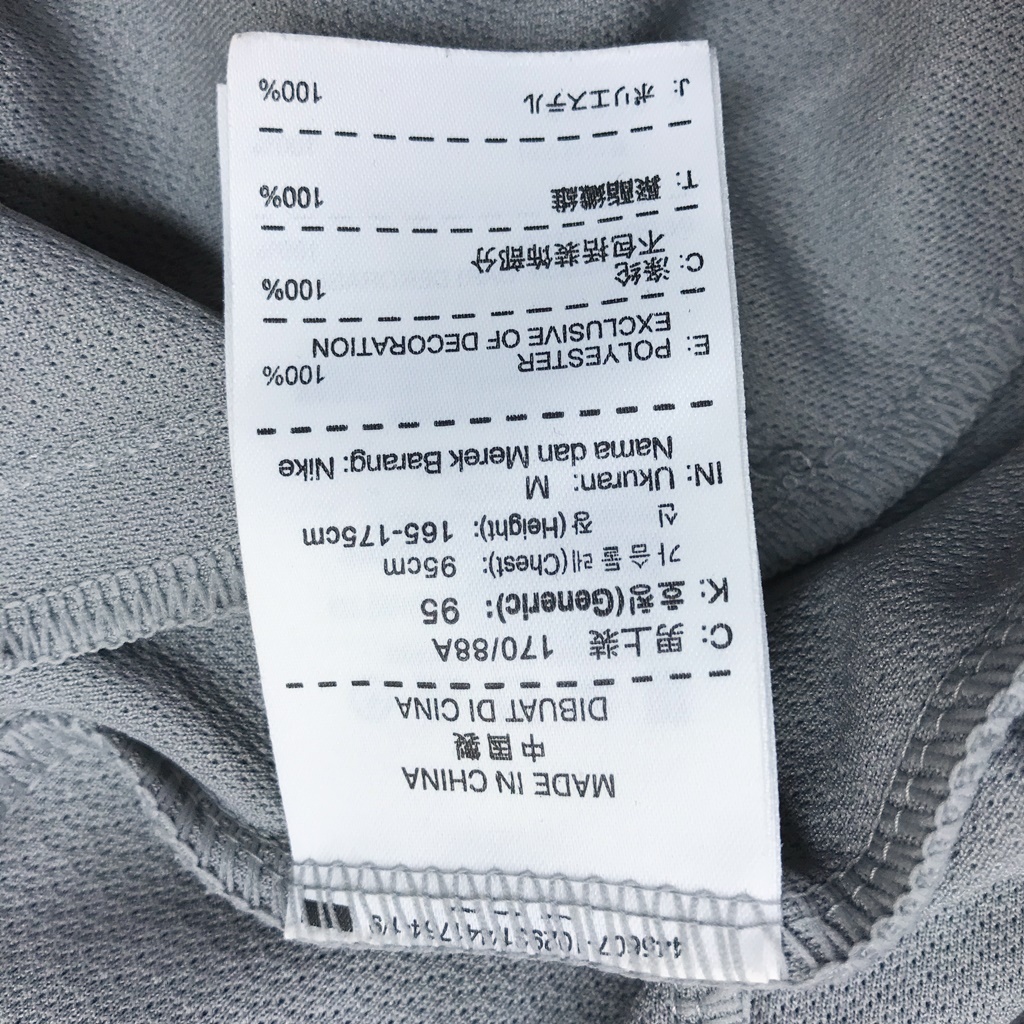 MADE IN CHINA
中国製
DIBUAT DI CINA
C: 男上装 170/88A
K: 호칭(Generic): 95
가슴둘레(Chest): 95cm
신 장(Height): 165-175cm
IN: Ukuran: M
Nama dan Merek Barang: Nike
E: POLYESTER 100%
EXCLUSIVE OF DECORATION
C: 涤纶 100%
不包括装饰部分
T: 聚酯纖維 100%
J: ポリエステル 100%